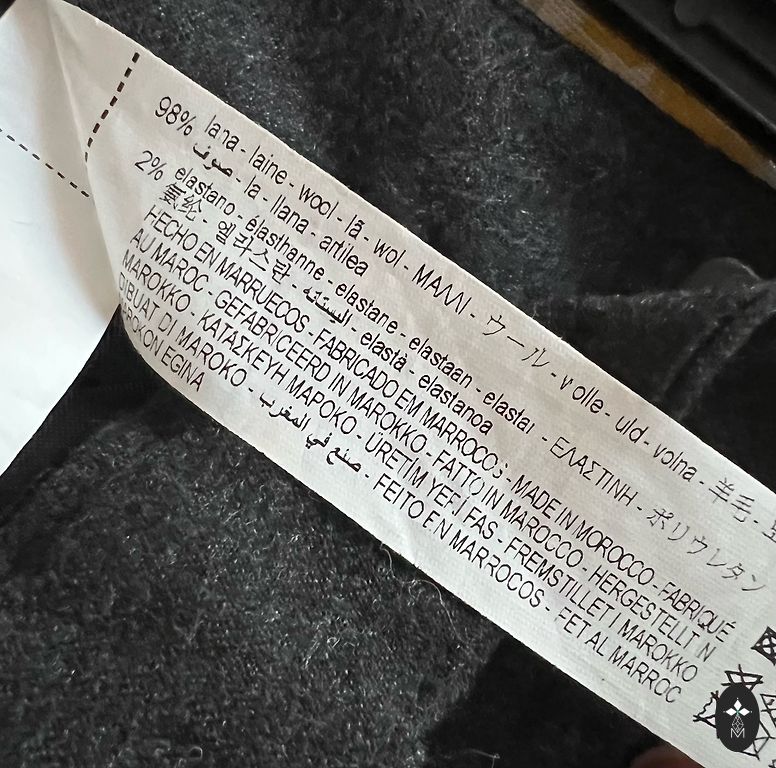 98% lana - laine - wool - lã - wol - ΜΑΛΛΙ - ウール - wolle - uld - volna - 羊毛 -
صوف - la - llana - artilea
2% elastano - élasthanne - elastane - elastaan - elastan - ΕΛΑΣΤΙΝΗ - ポリウレタン
氨纶 - 엘라스탄 - اليستانه - elastà - elastanoa
HECHO EN MARRUECOS - FABRICADO EM MARROCOS - MADE IN MOROCCO - FABRIQUÉ
AU MAROC - GEFABRICEERD IN MAROKKO - FATTO IN MAROCCO - HERGESTELLT IN
MAROKKO - ΚΑΤΑΣΚΕΥΗ ΜΑΡΟΚΟ - ÜRETİM YERİ FAS - FREMSTILLET I MAROKKO
DIBUAT DI MAROKO - صنع في المغرب - FEITO EN MARROCOS - FET AL MARROC
MAROKON EGINA
M